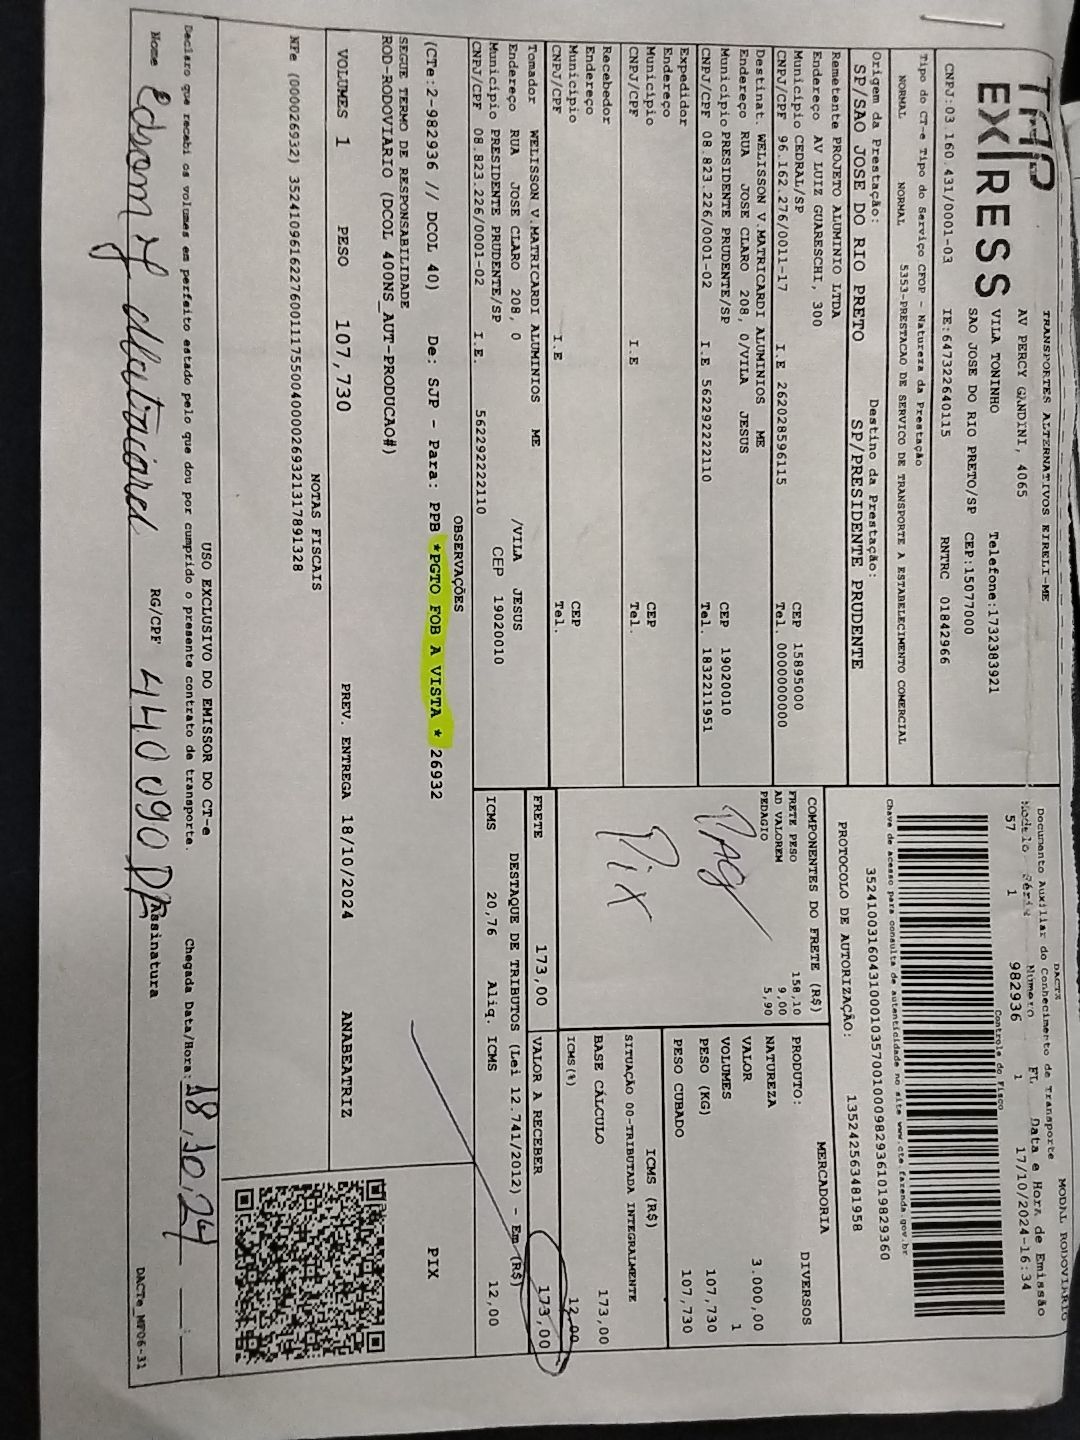 TRANSPORTES ALTERNATIVOS EIRELI-ME
TAP EXPRESS
AV PERCY GANDINI, 4065
VILA TONINHO Telefone:1732383921
SAO JOSE DO RIO PRETO/SP CEP:15077000
CNPJ:03.160.431/0001-03 IE:647322640115 RNTRC 01842966
DACTE MODAL RODOVIÁRIO
Documento Auxiliar do Conhecimento de Transporte
Modelo Série Número FL Data e Hora de Emissão
57 1 982936 1 17/10/2024-16:34
Controle do Fisco
Tipo do CT-e Tipo do Serviço CFOP - Natureza da Prestação
NORMAL NORMAL 5353-PRESTACAO DE SERVICO DE TRANSPORTE A ESTABELECIMENTO COMERCIAL
Chave de acesso para consulta de autenticidade no site www.cte.fazenda.gov.br
35241003160431000103570010009829361019829360
PROTOCOLO DE AUTORIZAÇÃO: 135242563481958
Origem da Prestação: Destino da Prestação:
SP/SAO JOSE DO RIO PRETO SP/PRESIDENTE PRUDENTE
Remetente PROJETO ALUMINIO LTDA
Endereço AV LUIZ GUARESCHI, 300
Município CEDRAL/SP CEP 15895000
CNPJ/CPF 96.162.276/0011-17 I.E 262028596115 Tel. 00000000000
Destinat. WELISSON V.MATRICARDI ALUMINIOS ME
Endereço RUA JOSE CLARO 208, 0/VILA JESUS
Município PRESIDENTE PRUDENTE/SP CEP 19020010
CNPJ/CPF 08.823.226/0001-02 I.E 562292222110 Tel. 1832211951
Expedidor
Endereço
Município CEP
CNPJ/CPF I.E Tel.
Recebedor
Endereço
Município CEP
CNPJ/CPF I.E Tel.
Tomador WELISSON V.MATRICARDI ALUMINIOS ME
Endereço RUA JOSE CLARO 208, 0 /VILA JESUS
Município PRESIDENTE PRUDENTE/SP CEP 19020010
CNPJ/CPF 08.823.226/0001-02 I.E. 562292222110
COMPONENTES DO FRETE (R$)
FRETE PESO 158,10
AD VALOREM 9,00
PEDAGIO 5,90
PAG
Pix
MERCADORIA
PRODUTO: DIVERSOS
NATUREZA
VALOR 3.000,00
VOLUMES 1
PESO (KG) 107,730
PESO CUBADO 107,730
ICMS (R$)
SITUAÇÃO 00-TRIBUTADA INTEGRALMENTE
BASE CÁLCULO 173,00
ICMS(%) 12,00
FRETE 173,00 VALOR A RECEBER 173,00
DESTAQUE DE TRIBUTOS (Lei 12.741/2012) - Em (R$)
ICMS 20,76 Aliq. ICMS 12,00
OBSERVAÇÕES
(CTe:2-982936 // DCOL 40) De: SJP - Para: PPB *PGTO FOB A VISTA * 26932
PIX
SEGUE TERMO DE RESPONSABILIDADE
ROD-RODOVIARIO (DCOL 400NS_AUT-PRODUCAO#)
VOLUMES 1 PESO 107,730 PREV. ENTREGA 18/10/2024 ANABEATRIZ
NOTAS FISCAIS
NFe (000026932) 35241096162276001117550040000269321317891328
USO EXCLUSIVO DO EMISSOR DO CT-e
Declaro que recebi os volumes em perfeito estado pelo que dou por cumprido o presente contrato de transporte. Chegada Data/Hora: 18,10,24 :
Nome RG/CPF Assinatura
DACTe_MP06-31